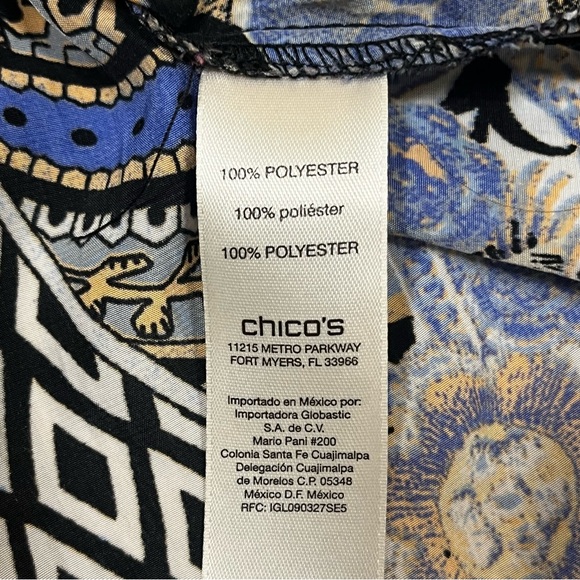 100% POLYESTER
100% poliéster
100% POLYESTER
chico's
11215 METRO PARKWAY
FORT MYERS, FL 33966
Importado en México por:
Importadora Globastic
S.A. de C.V.
Mario Pani #200
Colonia Santa Fe Cuajimalpa
Delegación Cuajimalpa
de Morelos C.P. 05348
México D.F. México
RFC: IGL090327SE5